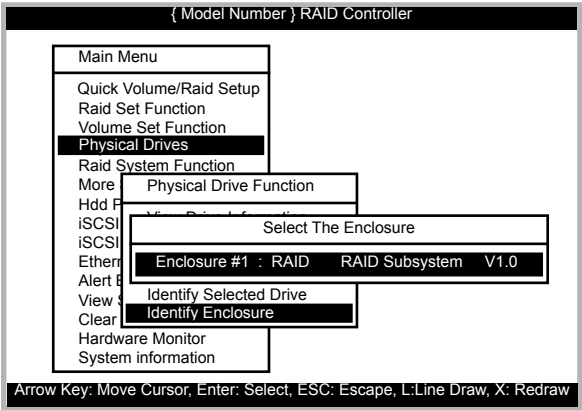 { Model Number } RAID Controller
Main Menu
Quick Volume/Raid Setup
Raid Set Function
Volume Set Function
Physical Drives
Raid System Function
More
Physical Drive Function
Hdd P
View Drive Information
iSCSI
Select The Enclosure
iSCSI
Ethern
Enclosure #1 : RAID RAID Subsystem V1.0
Alert E
View S
Identify Selected Drive
Clear
Identify Enclosure
Hardware Monitor
System information
Arrow Key: Move Cursor, Enter: Select, ESC: Escape, L:Line Draw, X: Redraw